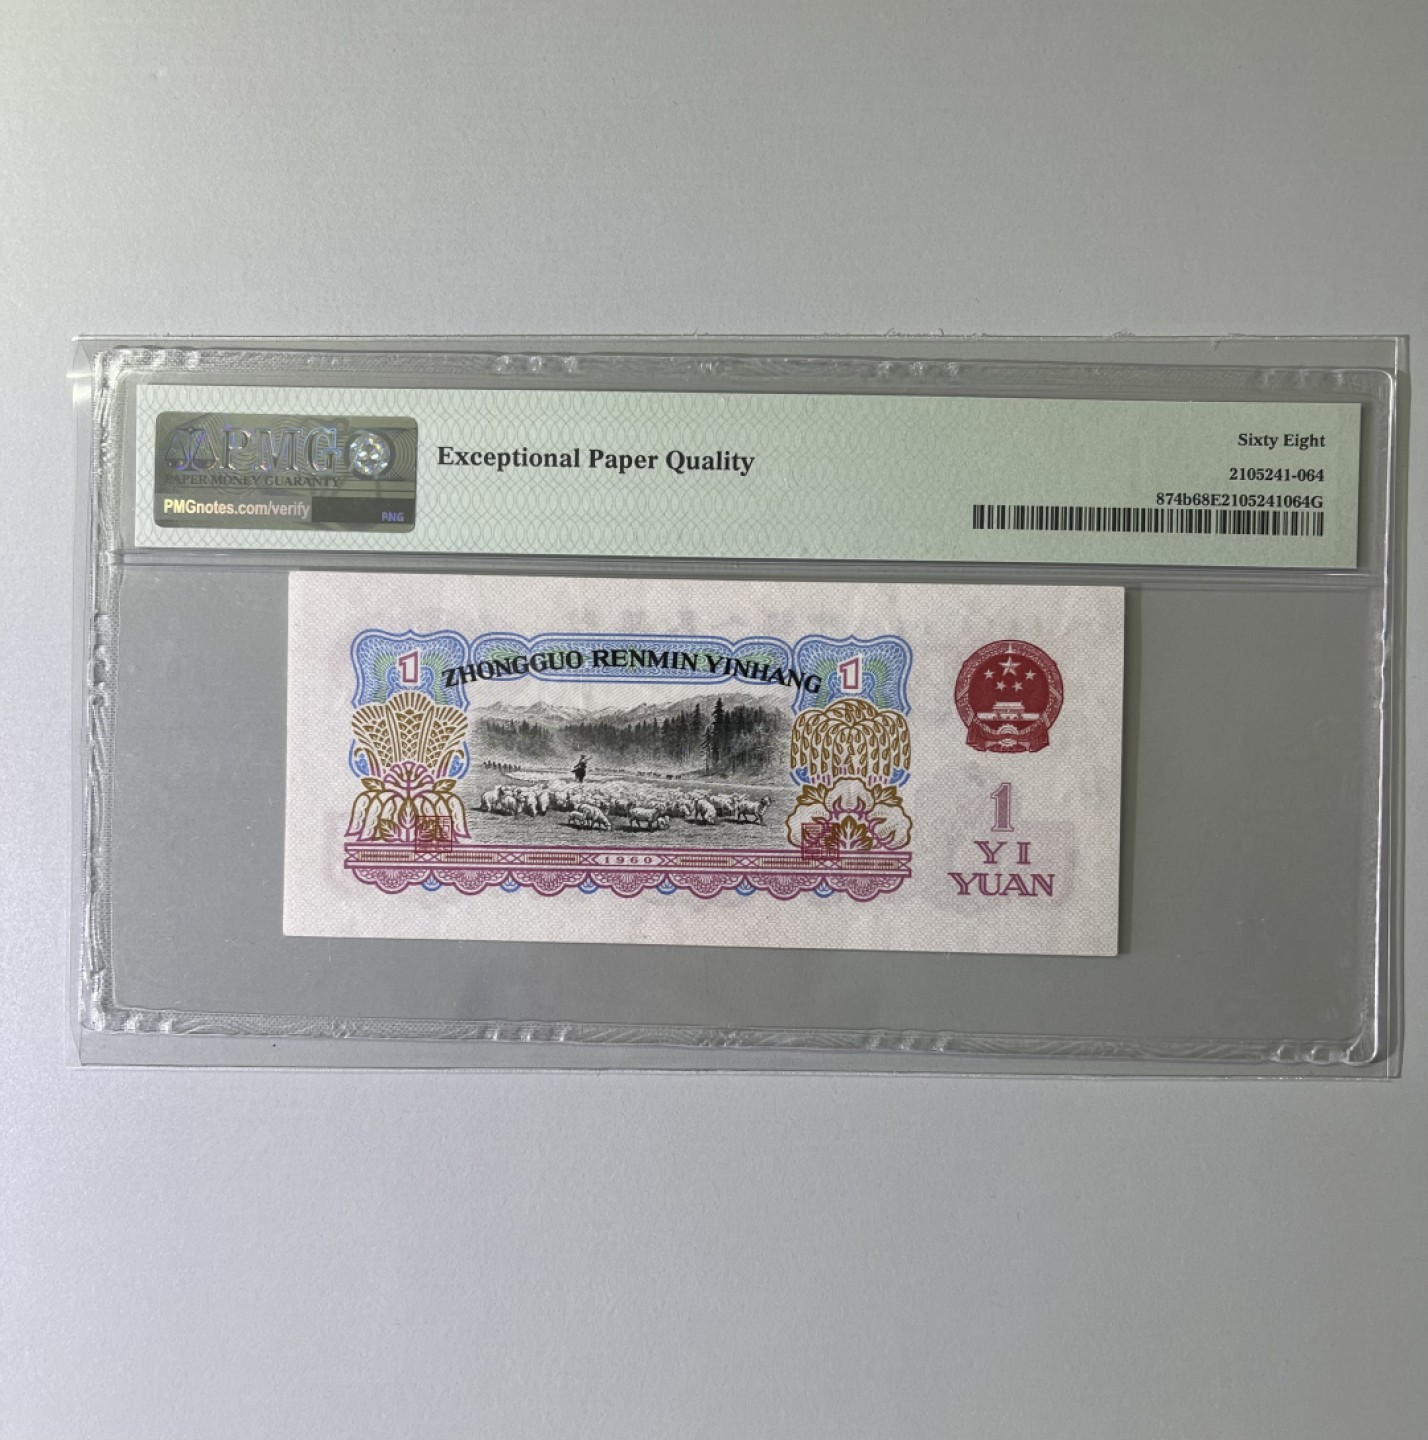 PMG
PAPER MONEY GUARANTY
PMGnotes.com/verify
PNG
Exceptional Paper Quality
Sixty Eight
2105241-064
874b68E2105241064G
1
ZHONGGUO RENMIN YINHANG
1
1960
1
YI
YUAN